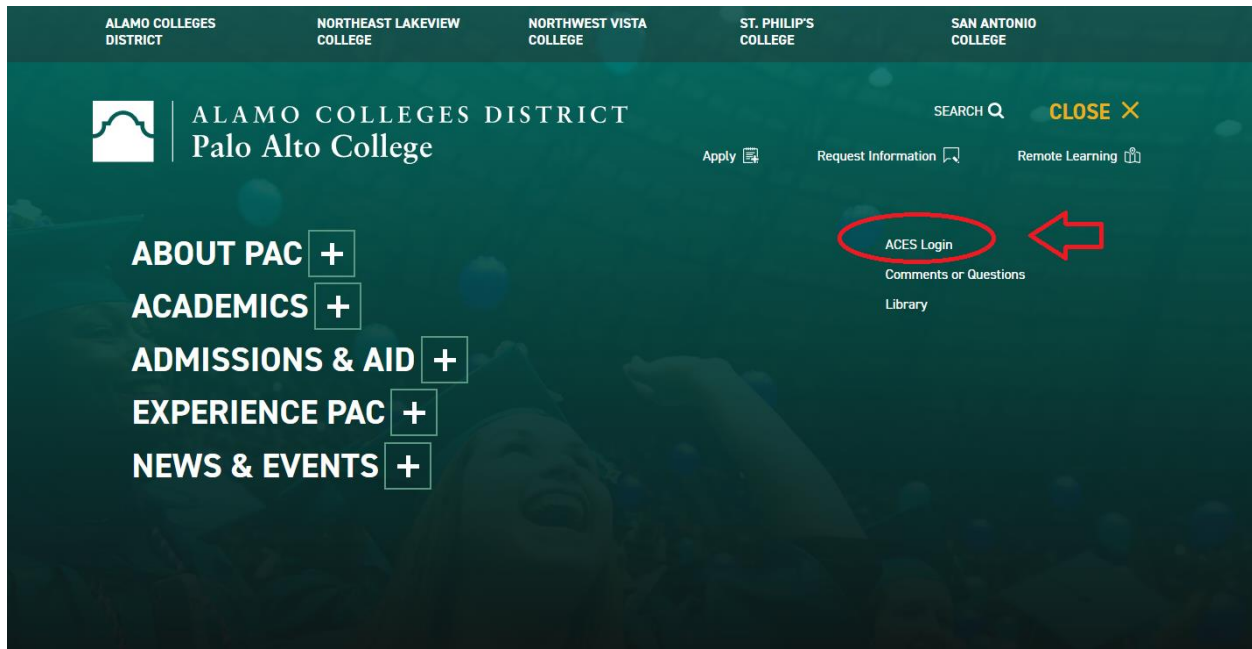 ALAMO COLLEGES
DISTRICT
NORTHEAST LAKEVIEW
COLLEGE
NORTHWEST VISTA
COLLEGE
ST. PHILIP'S
COLLEGE
SAN ANTONIO
COLLEGE
ALAMO COLLEGES DISTRICT
Palo Alto College
SEARCH
CLOSE
Apply
Request Information
Remote Learning
ABOUT PAC +
ACADEMICS +
ADMISSIONS & AID +
EXPERIENCE PAC +
NEWS & EVENTS +
ACES Login
Comments or Questions
Library